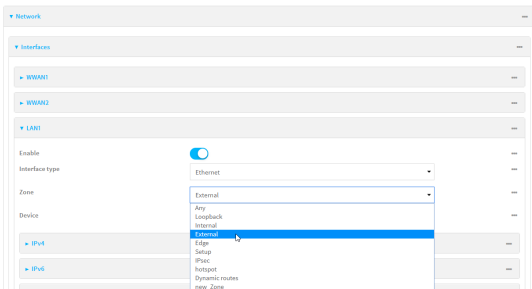 ▼ Network
▼ Interfaces
► WWAN1
► WWAN2
▼ LAN1
Enable
Interface type
Ethernet
Zone
External
Any
Loopback
Internal
External
Edge
Setup
IPsec
hotspot
Dynamic routes
new_Zone
Device
► IPv4
► IPv6